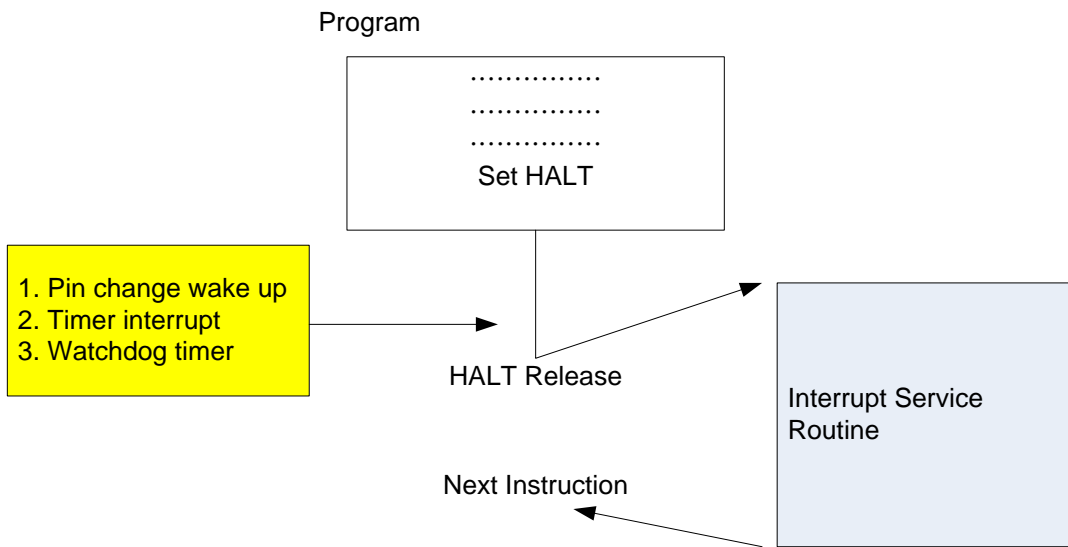 Program
...............
...............
...............
Set HALT
1. Pin change wake up
2. Timer interrupt
3. Watchdog timer
HALT Release
Interrupt Service
Routine
Next Instruction